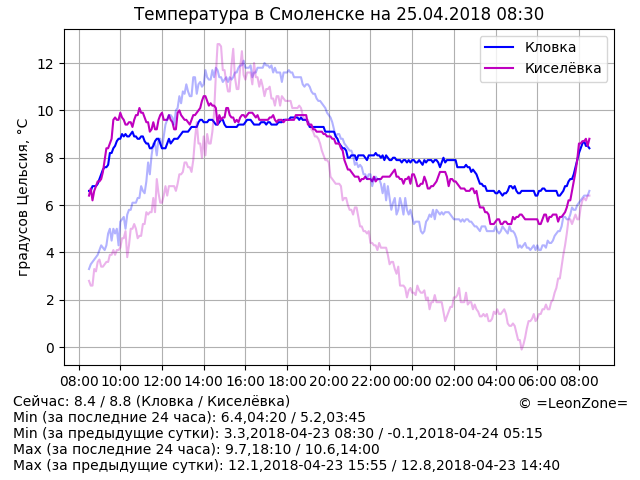 Температура в Смоленске на 25.04.2018 08:30
Кловка
Киселёвка
градусов Цельсия, °C
12
10
8
6
4
2
0
08:00 10:00 12:00 14:00 16:00 18:00 20:00 22:00 00:00 02:00 04:00 06:00 08:00
Сейчас: 8.4 / 8.8 (Кловка / Киселёвка)
© =LeonZone=
Min (за последние 24 часа): 6.4,04:20 / 5.2,03:45
Min (за предыдущие сутки): 3.3,2018-04-23 08:30 / -0.1,2018-04-24 05:15
Max (за последние 24 часа): 9.7,18:10 / 10.6,14:00
Max (за предыдущие сутки): 12.1,2018-04-23 15:55 / 12.8,2018-04-23 14:40